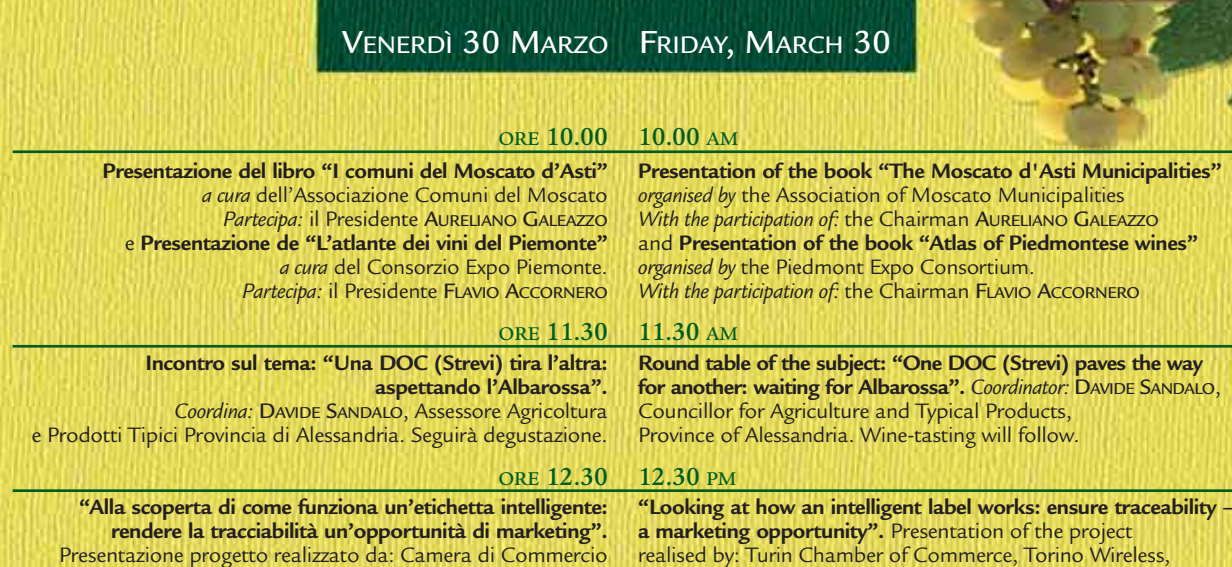 VENERDÌ 30 MARZO FRIDAY, MARCH 30
ORE 10.00
Presentazione del libro “I comuni del Moscato d’Asti”
a cura dell’Associazione Comuni del Moscato
Partecipa: il Presidente AURELIANO GALEAZZO
e Presentazione de “L’atlante dei vini del Piemonte”
a cura del Consorzio Expo Piemonte.
Partecipa: il Presidente FLAVIO ACCORNERO
10.00 AM
Presentation of the book “The Moscato d'Asti Municipalities”
organised by the Association of Moscato Municipalities
With the participation of: the Chairman AURELIANO GALEAZZO
and Presentation of the book “Atlas of Piedmontese wines”
organised by the Piedmont Expo Consortium.
With the participation of: the Chairman FLAVIO ACCORNERO
ORE 11.30
Incontro sul tema: “Una DOC (Strevi) tira l’altra:
aspettando l’Albarossa”.
Coordina: DAVIDE SANDALO, Assessore Agricoltura
e Prodotti Tipici Provincia di Alessandria. Seguirà degustazione.
11.30 AM
Round table of the subject: “One DOC (Strevi) paves the way
for another: waiting for Albarossa”. Coordinator: DAVIDE SANDALO,
Councillor for Agriculture and Typical Products,
Province of Alessandria. Wine-tasting will follow.
ORE 12.30
“Alla scoperta di come funziona un’etichetta intelligente:
rendere la tracciabilità un’opportunità di marketing”.
Presentazione progetto realizzato da: Camera di Commercio
12.30 PM
“Looking at how an intelligent label works: ensure traceability –
a marketing opportunity”. Presentation of the project
realised by: Turin Chamber of Commerce, Torino Wireless,